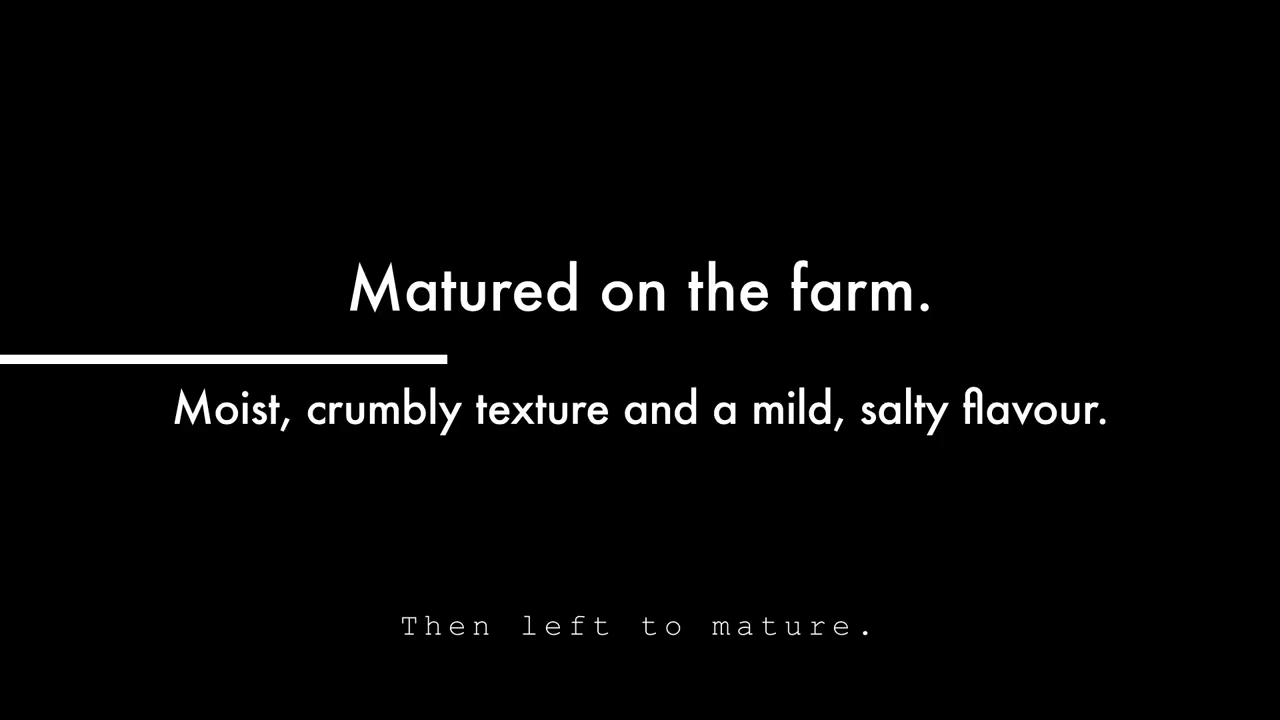 Matured on the farm.
Moist, crumbly texture and a mild, salty flavour.
Then left to mature.